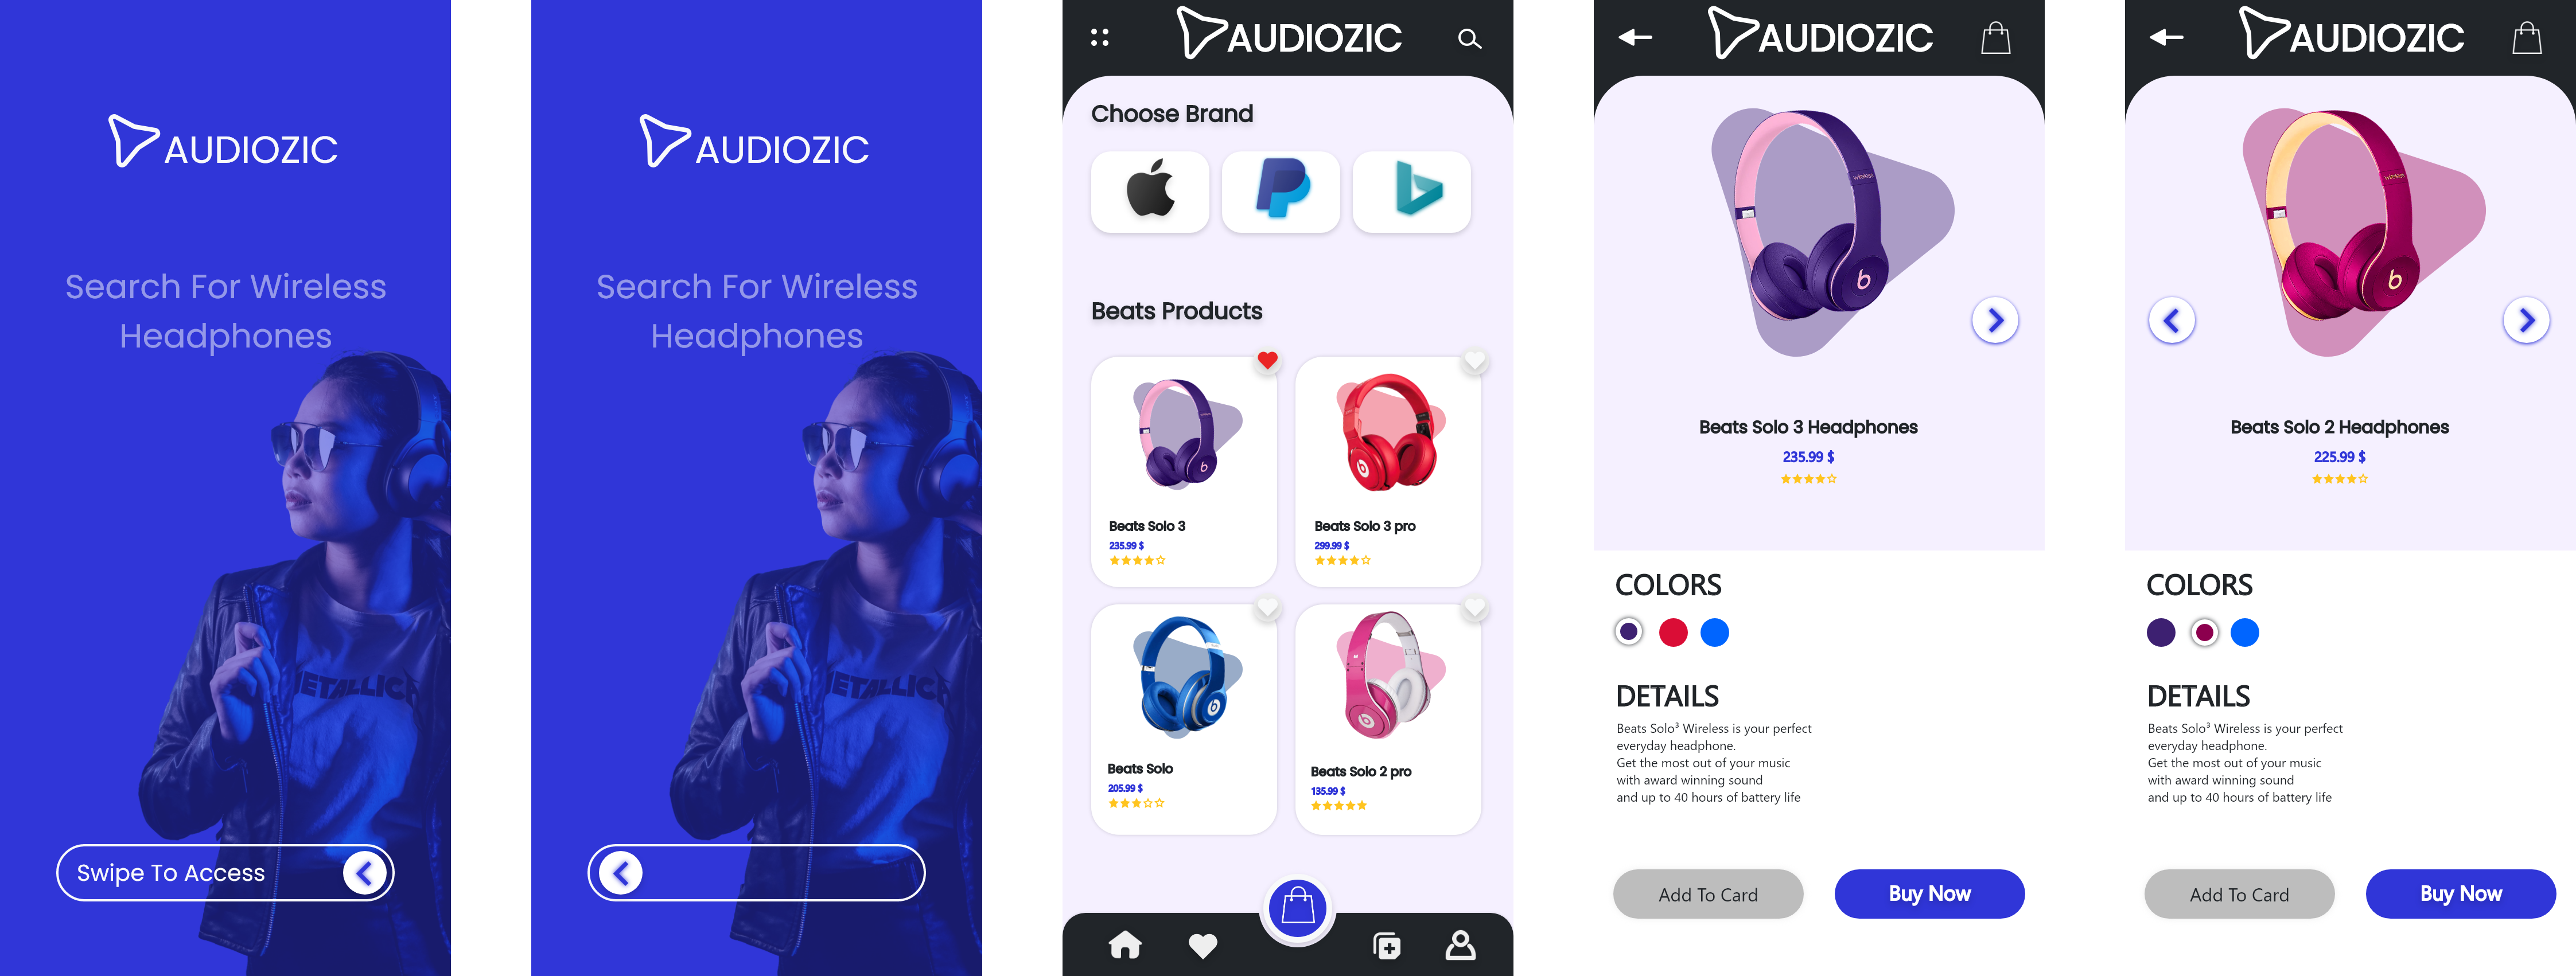 AUDIOZIC
Search For Wireless
Headphones
METALLICA
Swipe To Access
AUDIOZIC
Search For Wireless
Headphones
METALLICA
AUDIOZIC
Choose Brand
Beats Products
Beats Solo 3
235.99 $
Beats Solo 3 pro
299.99 $
Beats Solo
205.99 $
Beats Solo 2 pro
135.99 $
AUDIOZIC
wireless
b
Beats Solo 3 Headphones
235.99 $
COLORS
DETAILS
Beats Solo³ Wireless is your perfect
everyday headphone.
Get the most out of your music
with award winning sound
and up to 40 hours of battery life
Add To Card
Buy Now
AUDIOZIC
wireless
b
Beats Solo 2 Headphones
225.99 $
COLORS
DETAILS
Beats Solo³ Wireless is your perfect
everyday headphone.
Get the most out of your music
with award winning sound
and up to 40 hours of battery life
Add To Card
Buy Now